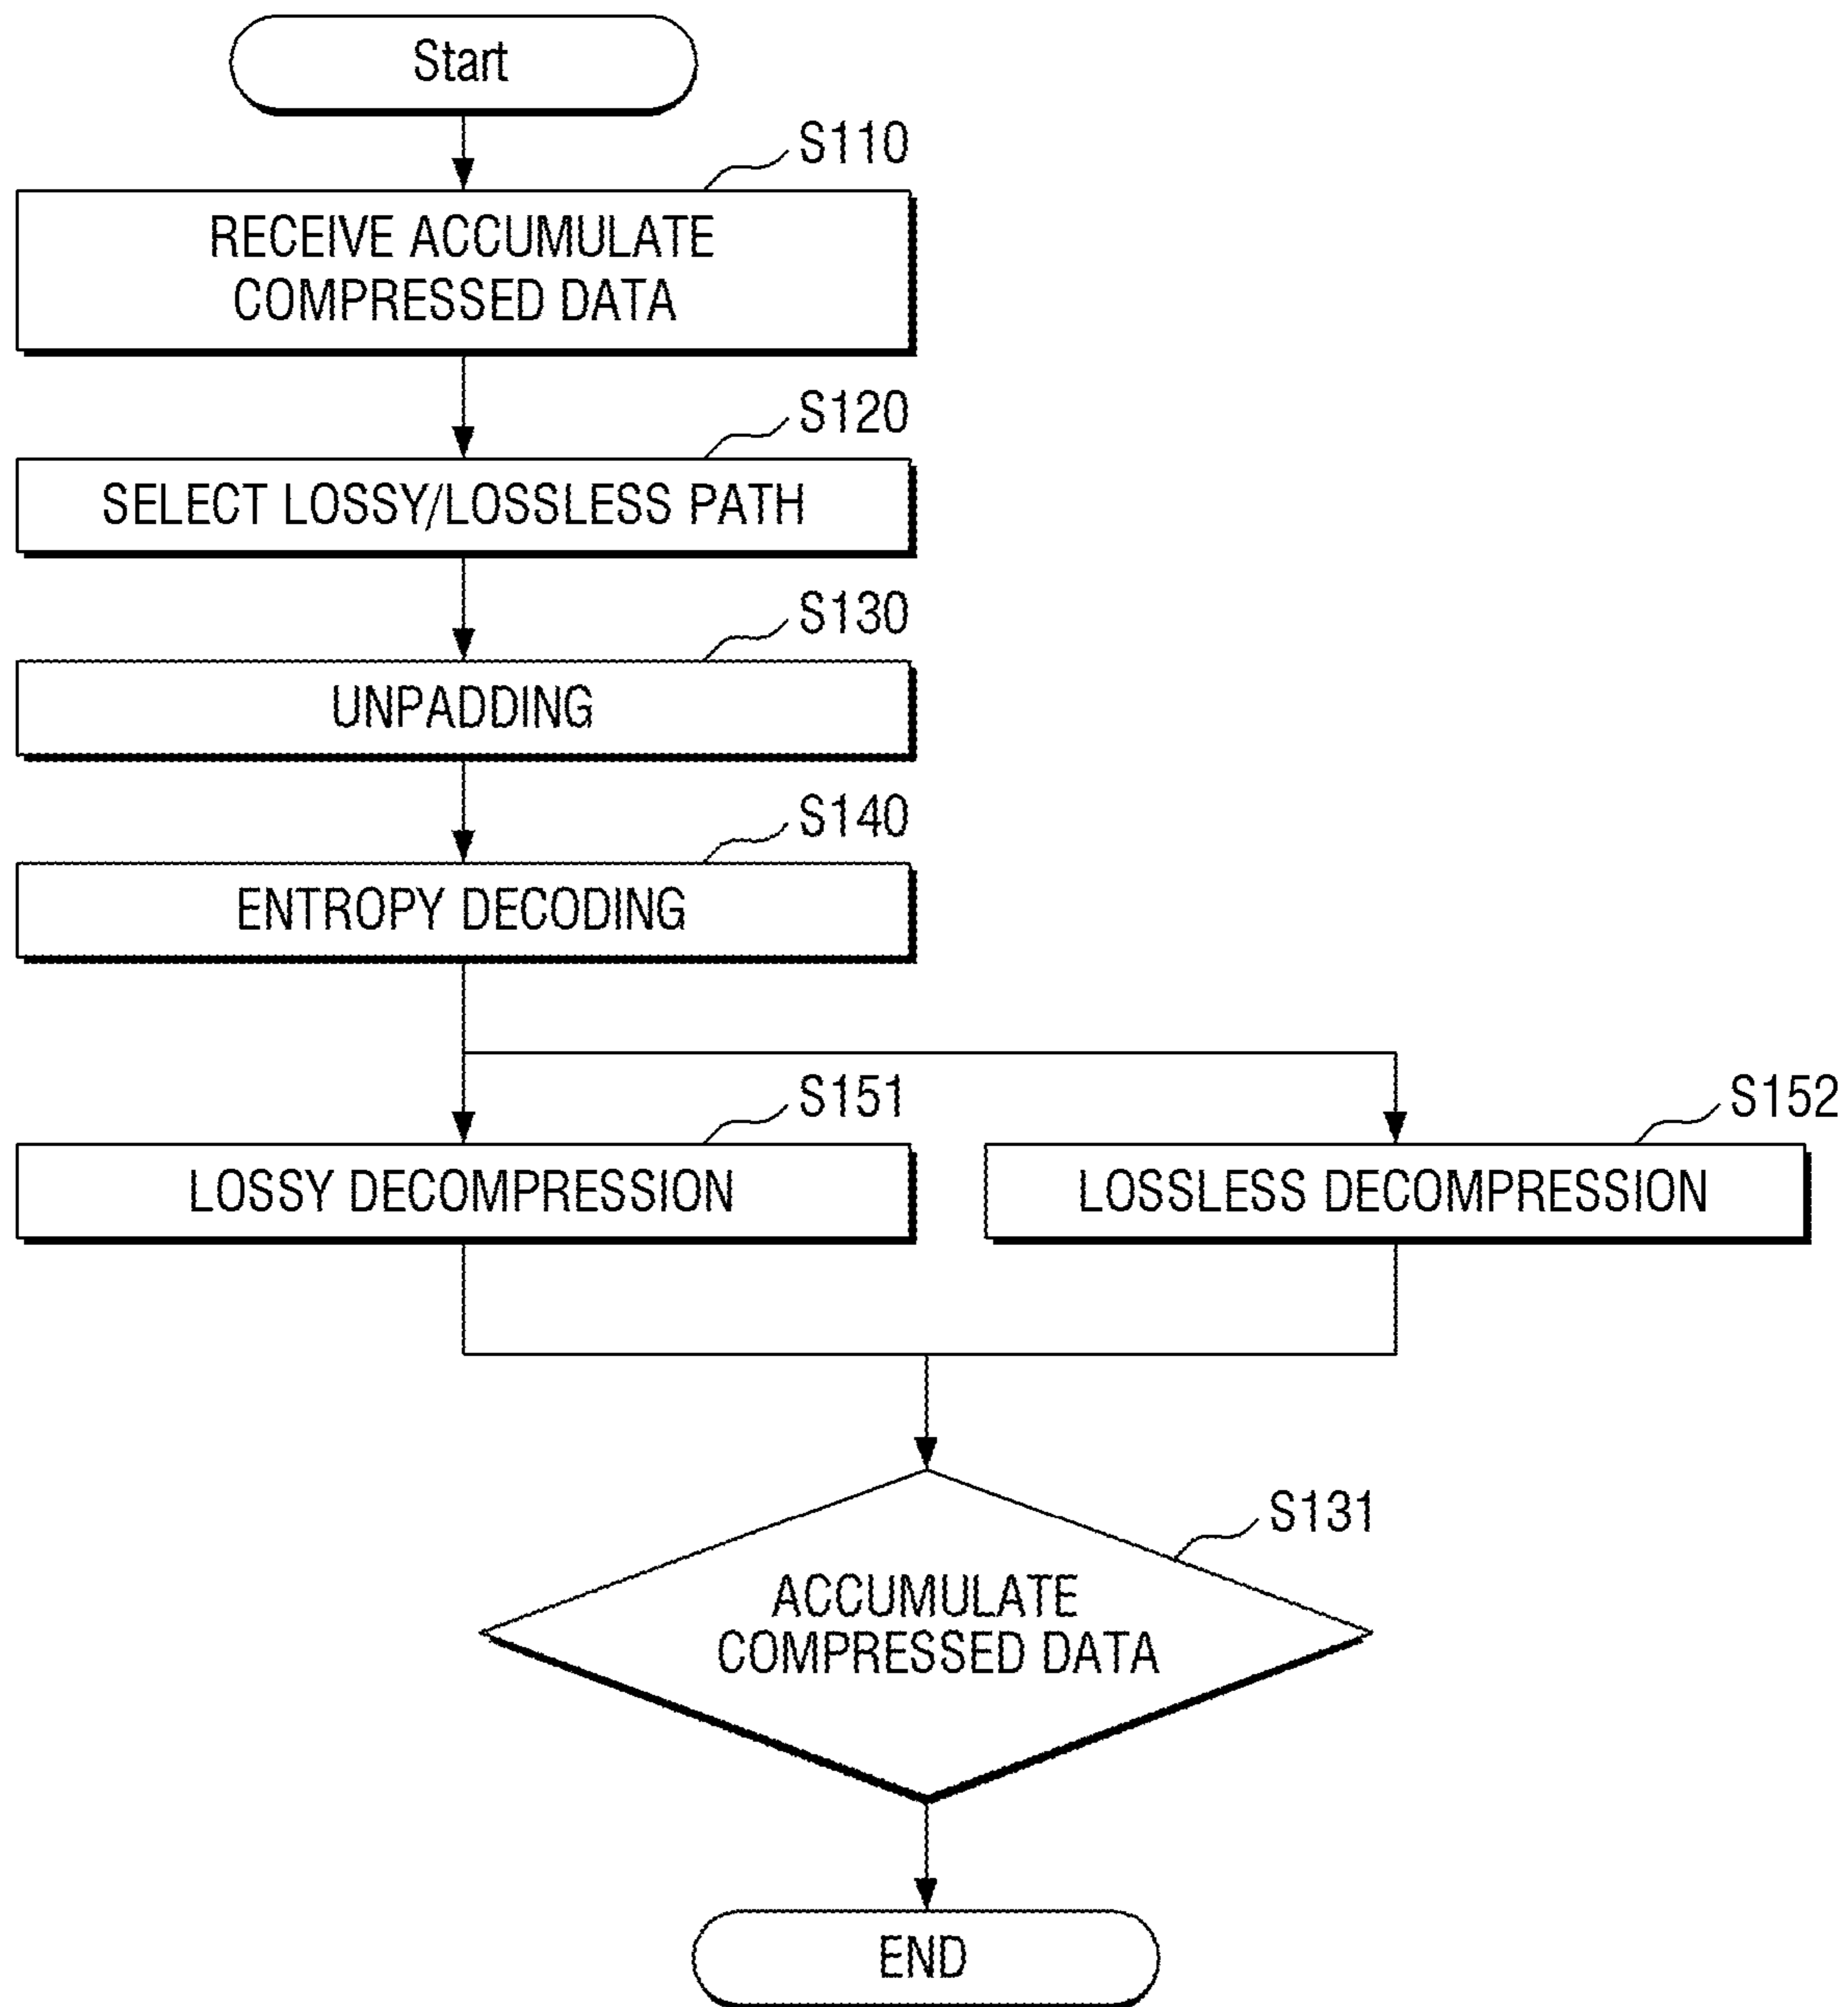 Start
S110
RECEIVE ACCUMULATE
COMPRESSED DATA
S120
SELECT LOSSY/LOSSLESS PATH
S130
UNPADDING
S140
ENTROPY DECODING
S151
LOSSY DECOMPRESSION
S152
LOSSLESS DECOMPRESSION
S131
ACCUMULATE
COMPRESSED DATA
END